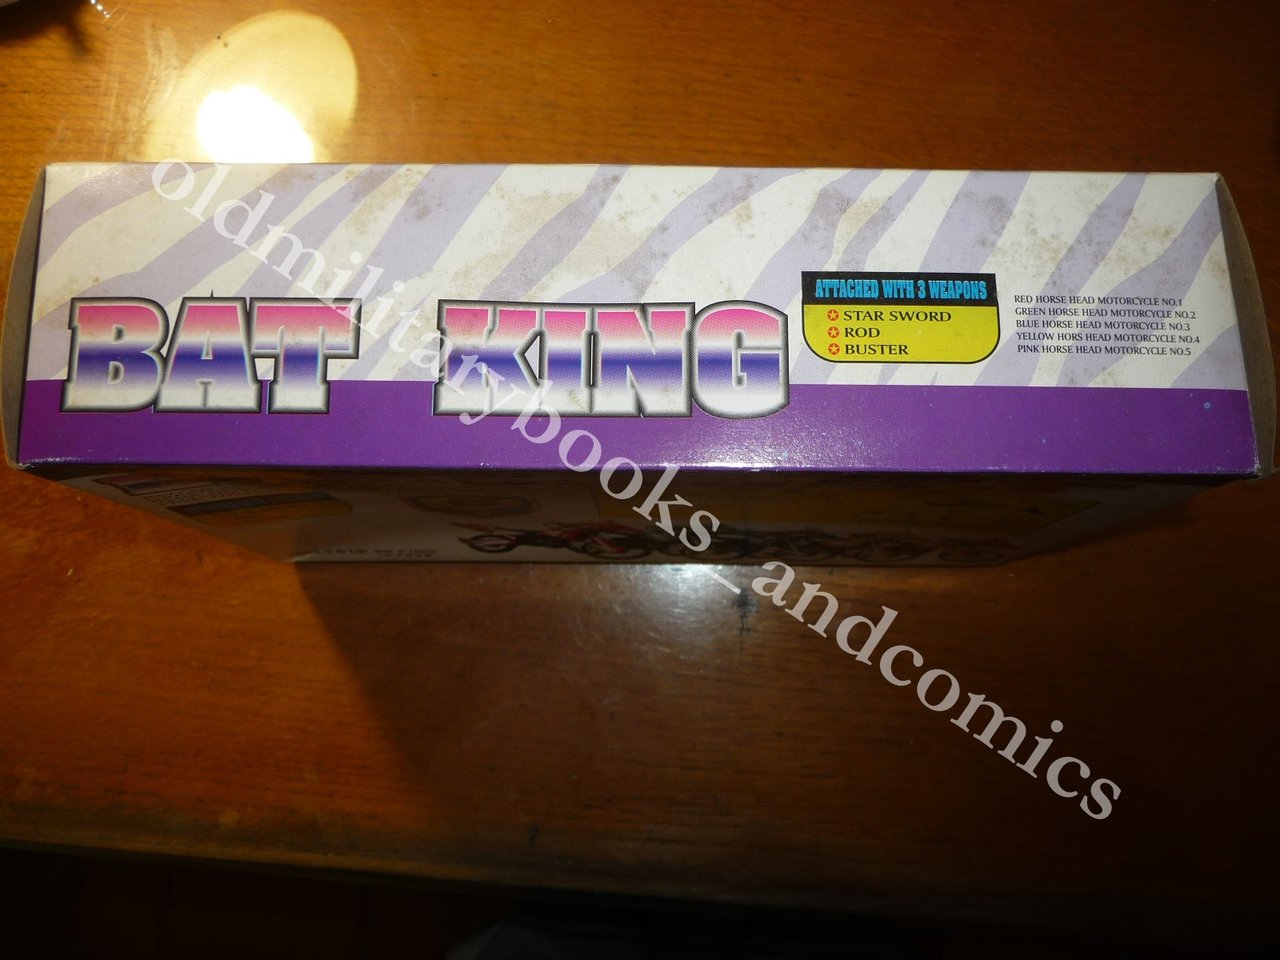 BAT KING
ATTACHED WITH 3 WEAPONS
STAR SWORD
ROD
BUSTER
RED HORSE HEAD MOTORCYCLE NO.1
GREEN HORSE HEAD MOTORCYCLE NO.2
BLUE HORSE HEAD MOTORCYCLE NO.3
YELLOW HORS HEAD MOTORCYCLE NO.4
PINK HORSE HEAD MOTORCYCLE NO.5
oldmilitarybooks_andcomics